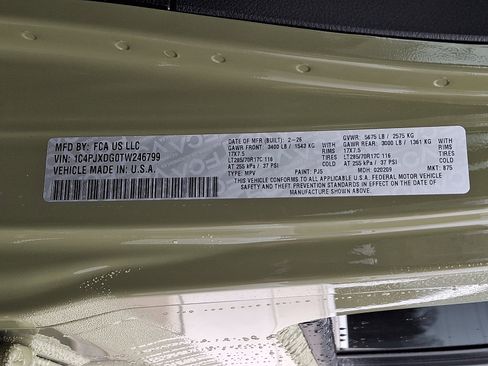 MFD BY: FCA US LLC
VIN: 1C4PJXDG0TW246799
VEHICLE MADE IN: U.S.A.
DATE OF MFR (BUILT) 2-26 GVWR: 5675 LB / 2575 KG
GAWR FRONT: 3400 LB / 1543 KG WITH GAWR REAR: 3000 LB / 1361 KG WITH
17X7.5 RIMS 17X7.5 RIMS
LT285/70R17C 116 TIRES LT285/70R17C 116 TIRES
AT 255 kPa / 37 PSI COLD AT 255 kPa / 37 PSI COLD
TYPE: MPV PAINT: PJS MDH: 020209 MKT: 875
THIS VEHICLE CONFORMS TO ALL APPLICABLE U.S.A. FEDERAL MOTOR VEHICLE
SAFETY AND THEFT PREVENTION STANDARDS IN EFFECT ON THE DATE OF
MANUFACTURE SHOWN ABOVE.